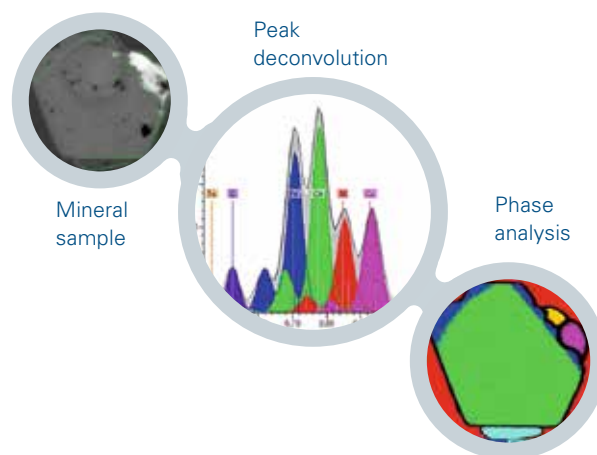 Peak
deconvolution
Mineral
sample
Phase
analysis